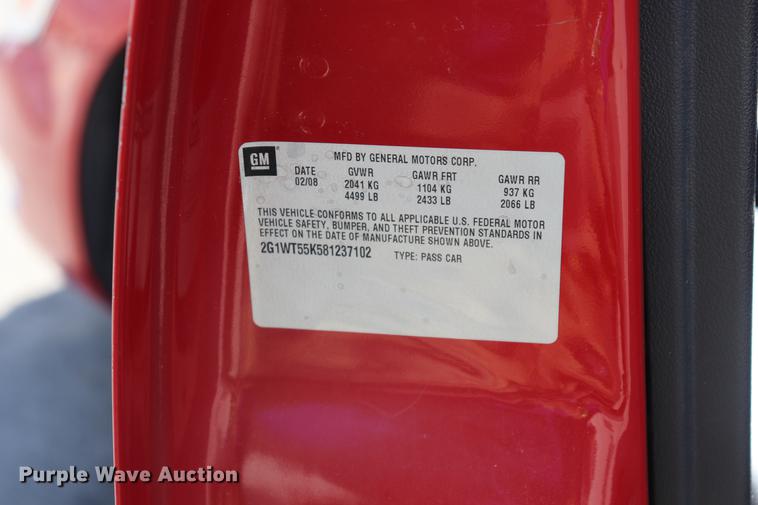 GM
MFD BY GENERAL MOTORS CORP.
DATE GVWR GAWR FRT GAWR RR
02/08 2041 KG 1104 KG 937 KG
4499 LB 2433 LB 2066 LB
THIS VEHICLE CONFORMS TO ALL APPLICABLE U.S. FEDERAL MOTOR
VEHICLE SAFETY, BUMPER, AND THEFT PREVENTION STANDARDS IN
EFFECT ON THE DATE OF MANUFACTURE SHOWN ABOVE.
2G1WT55K581237102 TYPE: PASS CAR
Purple Wave Auction